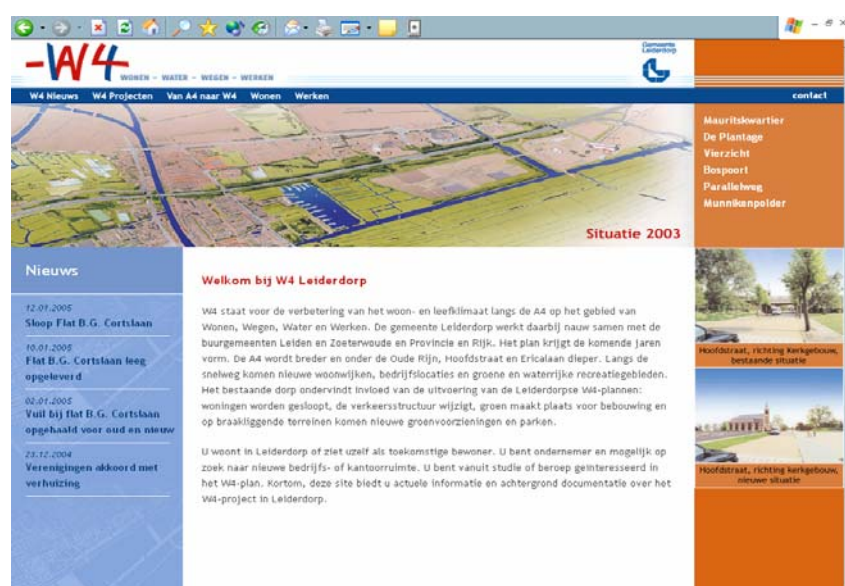 -W4
WONEN - WATER - WEGEN - WERKEN
Gemeente
Leiderdorp
W4 Nieuws W4 Projecten Van A4 naar W4 Wonen Werken
contact
Mauritskwartier
De Plantage
Vierzicht
Bospoort
Parallelweg
Munnikenpolder
Situatie 2003
Nieuws
12.01.2005
Sloop Flat B.G. Cortslaan
10.01.2005
Flat B.G. Cortslaan leeg
opgeleverd
02.01.2005
Vuil bij flat B.G. Cortslaan
opgehaald voor oud en nieuw
23.12.2004
Verenigingen akkoord met
verhuizing
Welkom bij W4 Leiderdorp
W4 staat voor de verbetering van het woon- en leefklimaat langs de A4 op het gebied van
Wonen, Wegen, Water en Werken. De gemeente Leiderdorp werkt daarbij nauw samen met de
buurgemeenten Leiden en Zoeterwoude en Provincie en Rijk. Het plan krijgt de komende jaren
vorm. De A4 wordt breder en onder de Oude Rijn, Hoofdstraat en Ericalaan dieper. Langs de
snelweg komen nieuwe woonwijken, bedrijfslocaties en groene en waterrijke recreatiegebieden.
Het bestaande dorp ondervindt invloed van de uitvoering van de Leiderdorpse W4-plannen:
woningen worden gesloopt, de verkeersstructuur wijzigt, groen maakt plaats voor bebouwing en
op braakliggende terreinen komen nieuwe groenvoorzieningen en parken.
U woont in Leiderdorp of ziet uzelf als toekomstige bewoner. U bent ondernemer en mogelijk op
zoek naar nieuwe bedrijfs- of kantoorruimte. U bent vanuit studie of beroep geïnteresseerd in
het W4-plan. Kortom, deze site biedt u actuele informatie en achtergrond documentatie over het
W4-project in Leiderdorp.
Hoofdstraat, richting Kerkgebouw,
bestaande situatie
Hoofdstraat, richting kerkgebouw,
nieuwe situatie